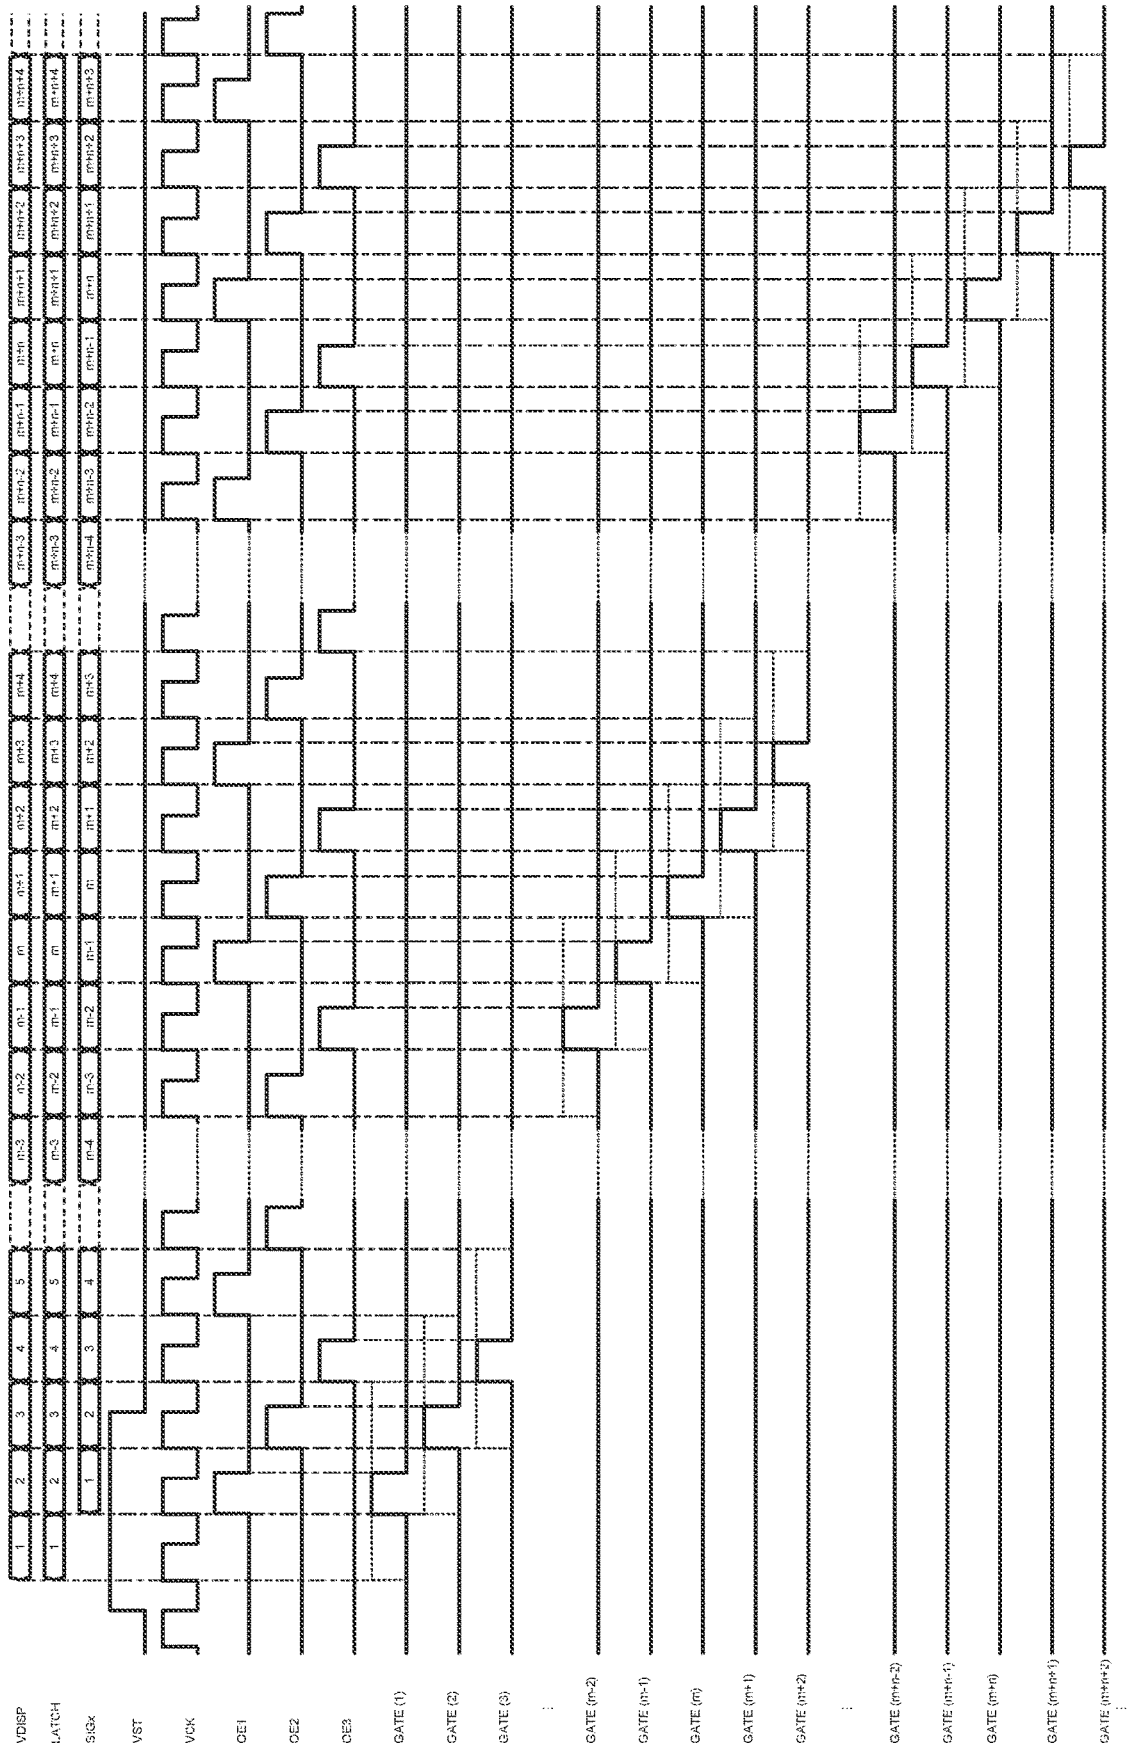 VDISP 1 2 3 4 5 m-3 m-2 m-1 m m+1 m+2 m+3 m+4 m+n-3 m+n-2 m+n-1 m+n m+n+1 m+n+2 m+n+3 m+n+4
LATCH 1 2 3 4 5 m-3 m-2 m-1 m m+1 m+2 m+3 m+4 m+n-3 m+n-2 m+n-1 m+n m+n+1 m+n+2 m+n+3 m+n+4
SIGx 1 2 3 4 m-4 m-3 m-2 m-1 m m+1 m+2 m+3 m+n-4 m+n-3 m+n-2 m+n-1 m+n m+n+1 m+n+2 m+n+3
VST
VCK
OE1
OE2
OE3
GATE (1)
GATE (2)
GATE (3)
⋮
GATE (m-2)
GATE (m-1)
GATE (m)
GATE (m+1)
GATE (m+2)
⋮
GATE (m+n-2)
GATE (m+n-1)
GATE (m+n)
GATE (m+n+1)
GATE (m+n+2)
⋮